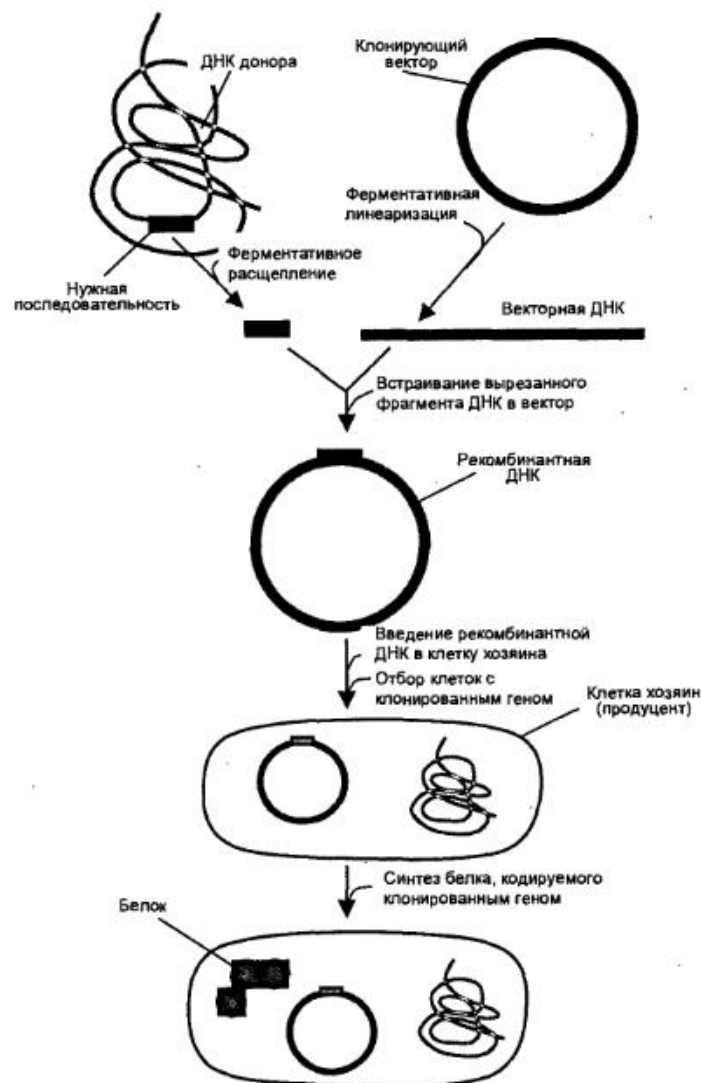 ДНК донора
Клонирующий
вектор
Ферментативная
линеаризация
Ферментативное
расщепление
Нужная
последовательность
Векторная ДНК
Встраивание вырезанного
фрагмента ДНК в вектор
Рекомбинантная
ДНК
Введение рекомбинантной
ДНК в клетку хозяина
Отбор клеток с
клонированным геном
Клетка хозяин
(продуцент)
Синтез белка, кодируемого
клонированным геном
Белок